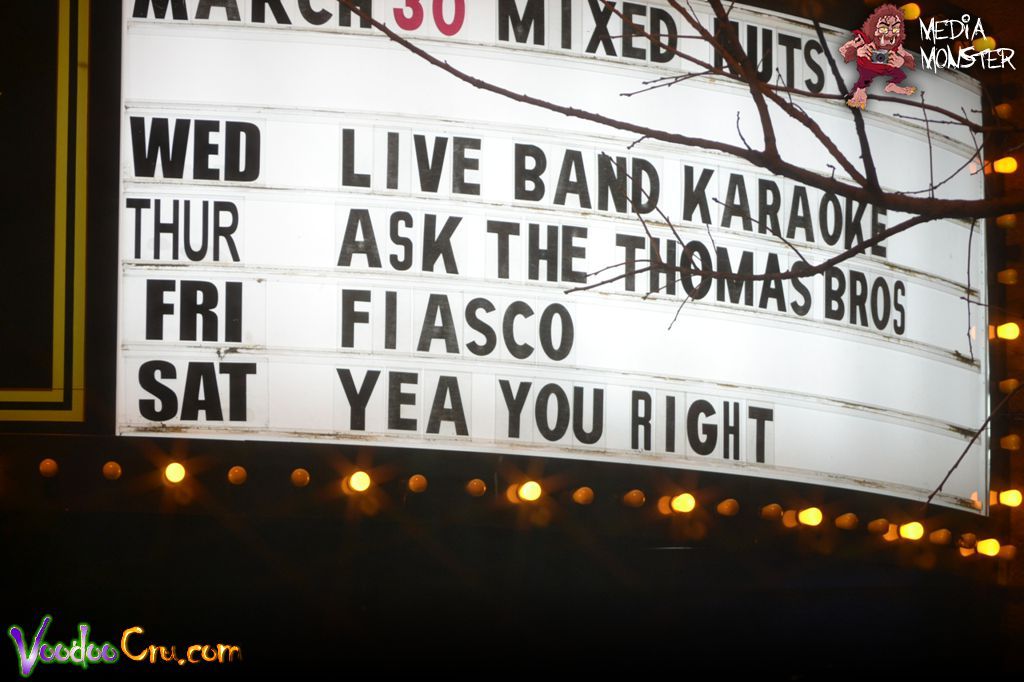 MARCH 30 MIXED NUTS
WED LIVE BAND KARAOKE
THUR ASK THE THOMAS BROS
FRI FIASCO
SAT YEA YOU RIGHT
MEDIA
MONSTER
VoodooCru.com